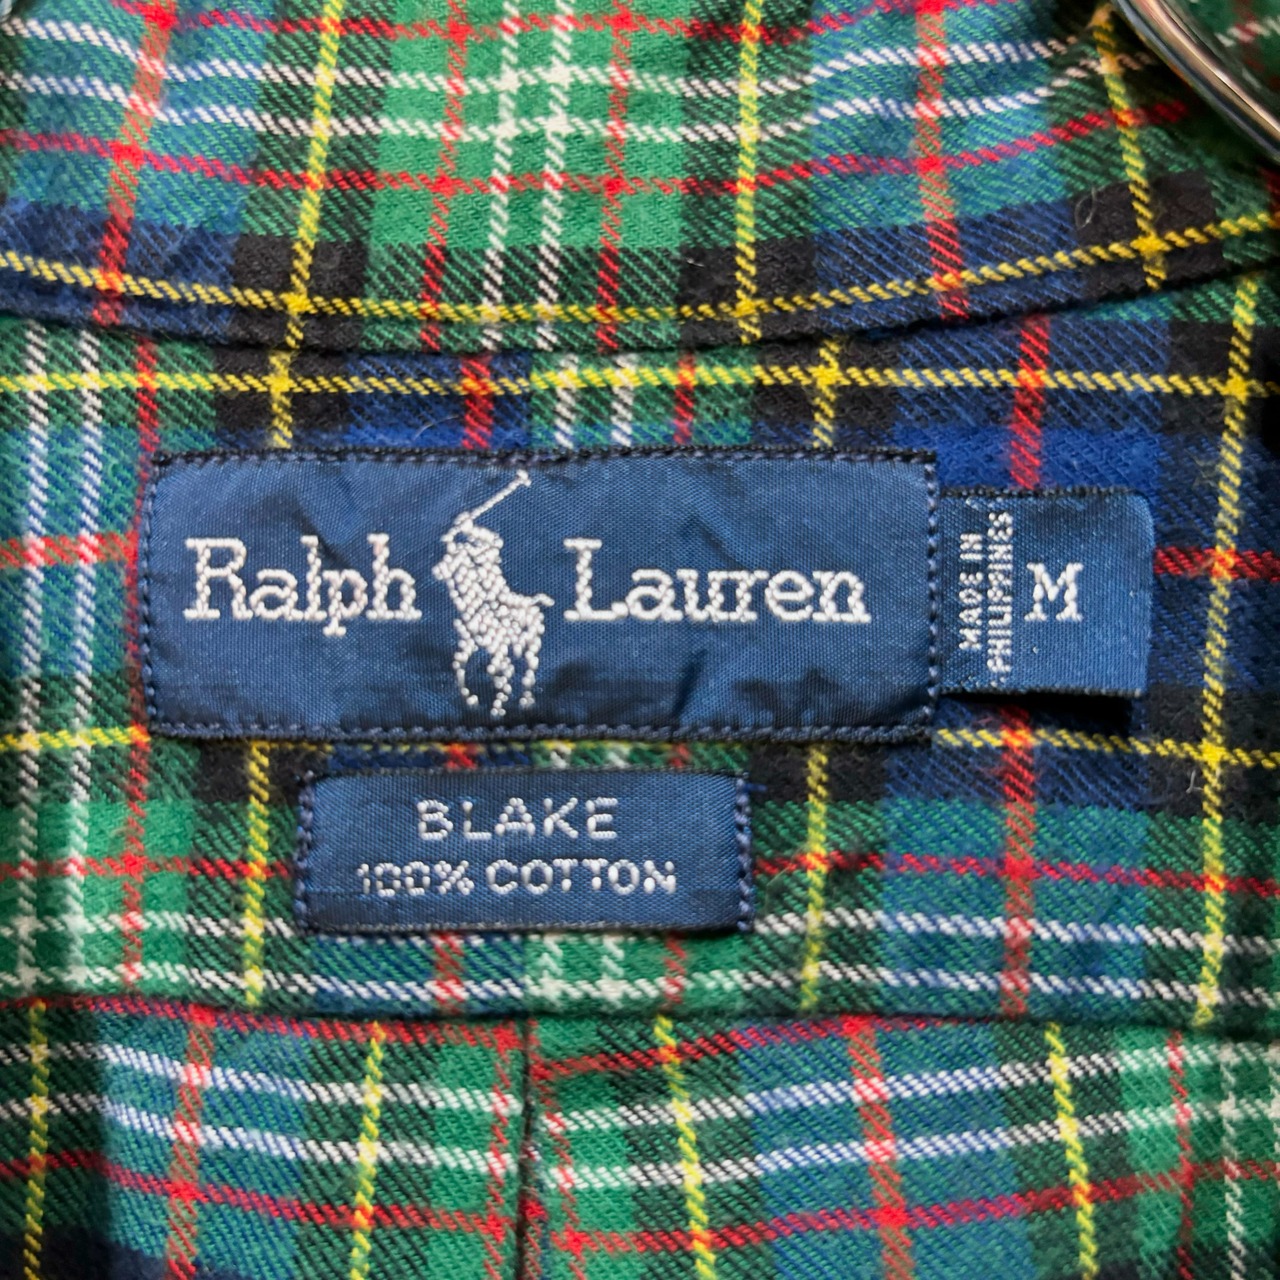 Ralph Lauren
MADE IN
PHILIPPINES
M
BLAKE
100% COTTON